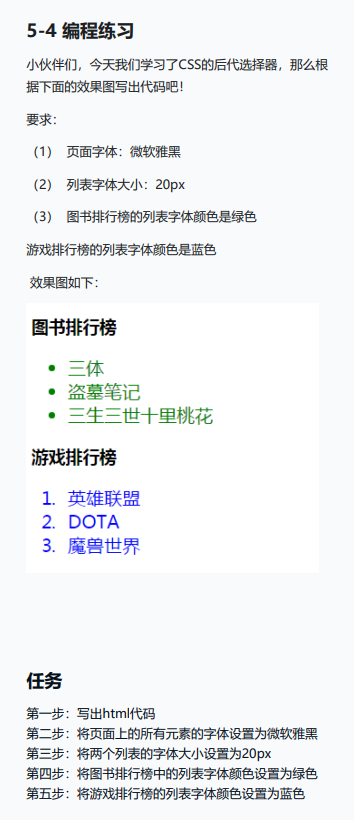 5-4 编程练习
小伙伴们，今天我们学习了CSS的后代选择器，那么根
据下面的效果图写出代码吧！
要求：
（1） 页面字体：微软雅黑
（2） 列表字体大小：20px
（3） 图书排行榜的列表字体颜色是绿色
游戏排行榜的列表字体颜色是蓝色
效果图如下：
图书排行榜
• 三体
• 盗墓笔记
• 三生三世十里桃花
游戏排行榜
1. 英雄联盟
2. DOTA
3. 魔兽世界
任务
第一步：写出html代码
第二步：将页面上的所有元素的字体设置为微软雅黑
第三步：将两个列表的字体大小设置为20px
第四步：将图书排行榜中的列表字体颜色设置为绿色
第五步：将游戏排行榜的列表字体颜色设置为蓝色